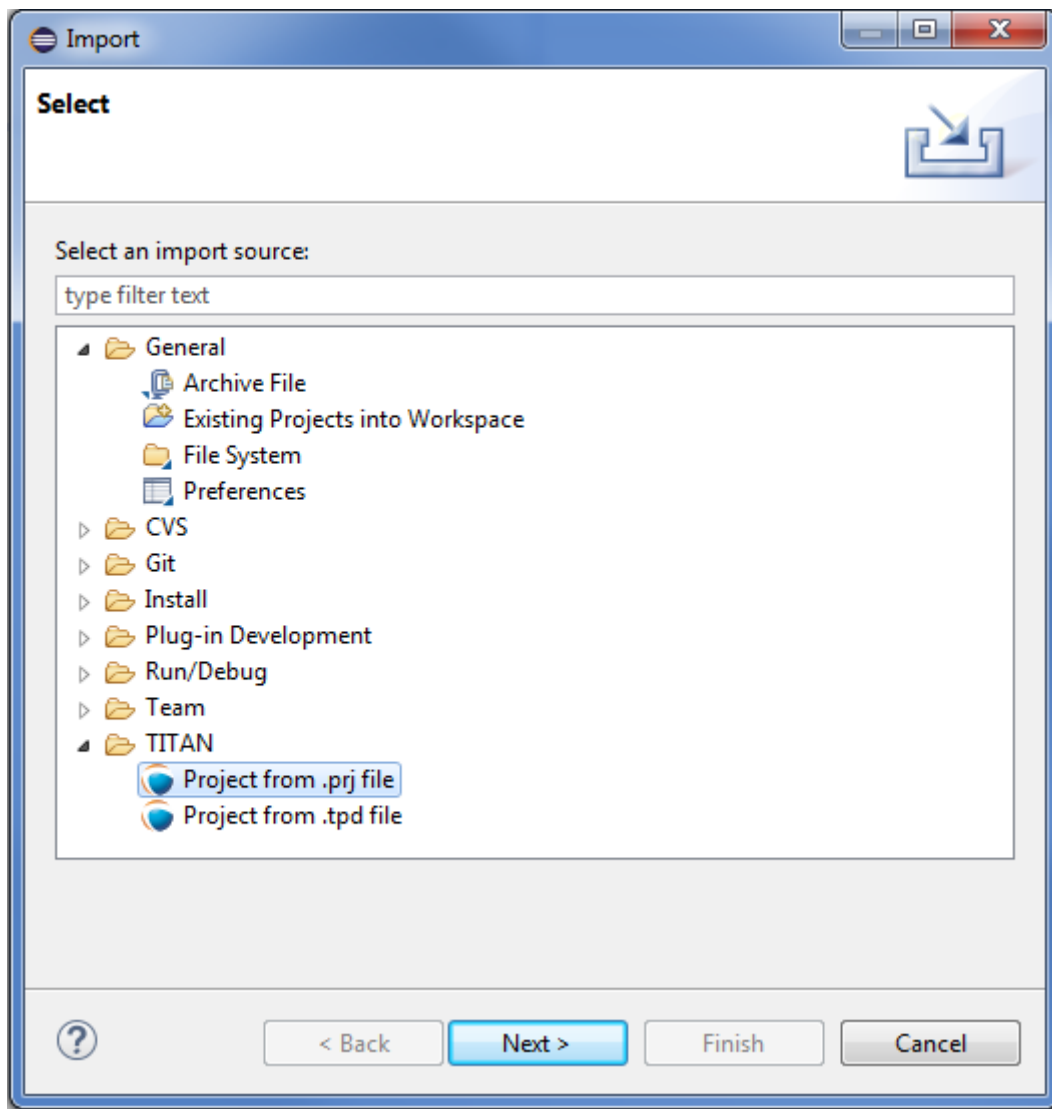 Import
Select
Select an import source:
type filter text
General
Archive File
Existing Projects into Workspace
File System
Preferences
CVS
Git
Install
Plug-in Development
Run/Debug
Team
TITAN
Project from .prj file
Project from .tpd file
? < Back Next > Finish Cancel